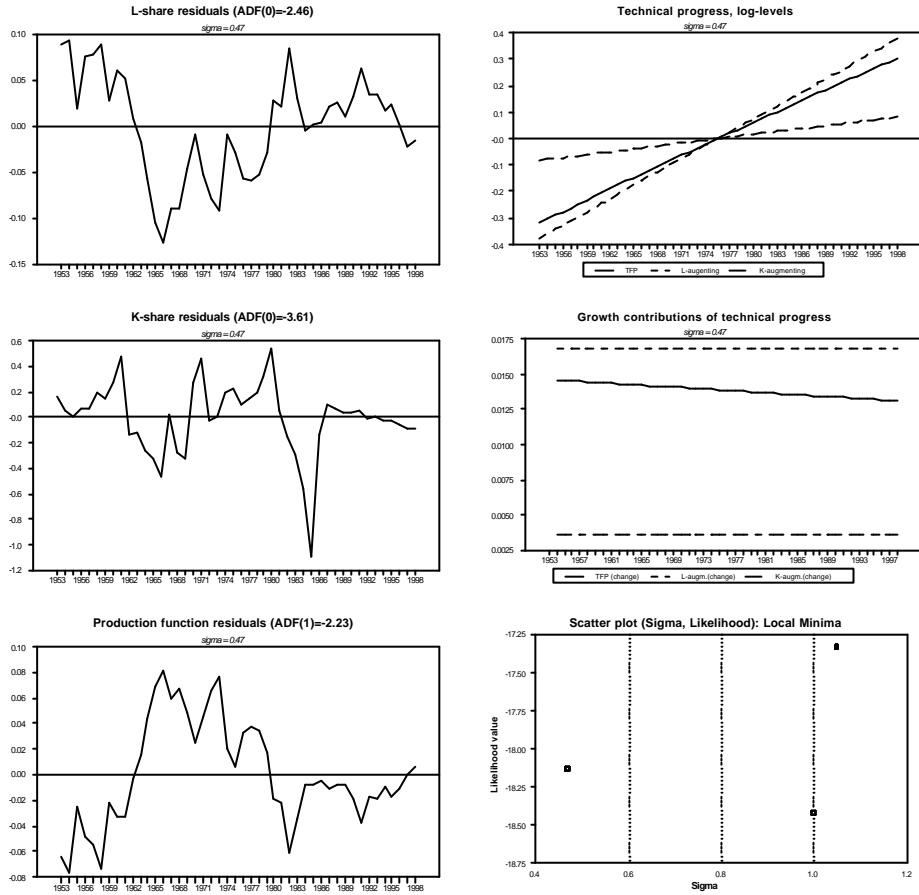 L-share residuals (ADF(0)=-2.46)
sigma = 0.47
0.10
0.05
0.00
-0.05
-0.10
-0.15
1953 1956 1959 1962 1965 1968 1971 1974 1977 1980 1983 1986 1989 1992 1995 1998
Technical progress, log-levels
sigma = 0.47
0.4
0.3
0.2
0.1
-0.0
-0.1
-0.2
-0.3
-0.4
1953 1956 1959 1962 1965 1968 1971 1974 1977 1980 1983 1986 1989 1992 1995 1998
TFP L-augenting K-augmenting
K-share residuals (ADF(0)=-3.61)
sigma = 0.47
0.6
0.4
0.2
-0.0
-0.2
-0.4
-0.6
-0.8
-1.0
-1.2
1953 1956 1959 1962 1965 1968 1971 1974 1977 1980 1983 1986 1989 1992 1995 1998
Growth contributions of technical progress
sigma = 0.47
0.0175
0.0150
0.0125
0.0100
0.0075
0.0050
0.0025
1953 1957 1961 1965 1969 1973 1977 1981 1985 1989 1993 1997
TFP (change) L-augm.(change) K-augm.(change)
Production function residuals (ADF(1)=-2.23)
sigma = 0.47
0.10
0.08
0.06
0.04
0.02
0.00
-0.02
-0.04
-0.06
-0.08
1953 1956 1959 1962 1965 1968 1971 1974 1977 1980 1983 1986 1989 1992 1995 1998
Scatter plot (Sigma, Likelihood): Local Minima
Likelihood value
-17.25
-17.50
-17.75
-18.00
-18.25
-18.50
-18.75
0.4 0.6 0.8 1.0 1.2
Sigma